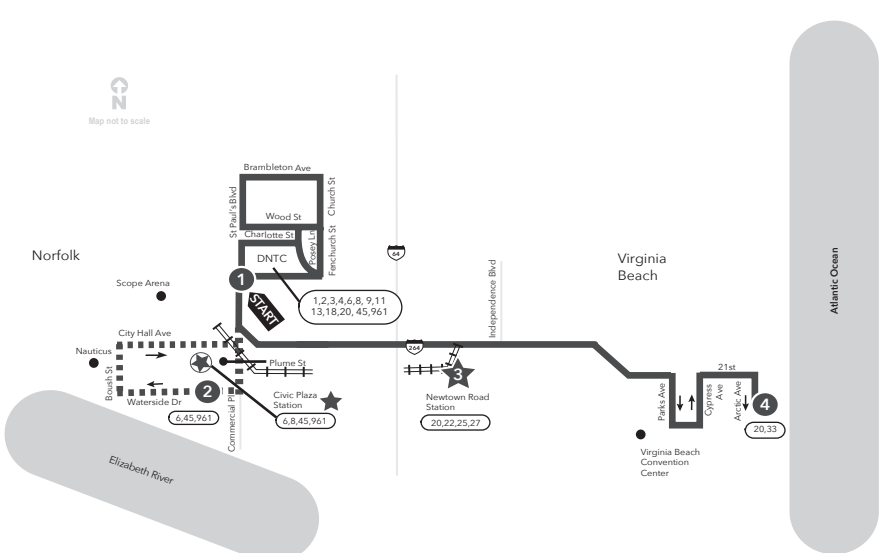 N
Map not to scale
Brambleton Ave
St Paul's Blvd
Church St
Wood St
Charlotte St
Posey Ln
Fenchurch St
DNTC
Norfolk
Virginia
Beach
64
Independence Blvd
Atlantic Ocean
1
START
1,2,3,4,6,8, 9,11
13,18,20, 45,961
Scope Arena
City Hall Ave
264
Nauticus
Plume St
21st
Boush St
2
Waterside Dr
6,45,961
Commercial Pl
Civic Plaza
Station
6,8,45,961
3
Newtown Road
Station
20,22,25,27
Parks Ave
Cypress
Ave
Arctic Ave
4
20,33
Virginia Beach
Convention
Center
Elizabeth River